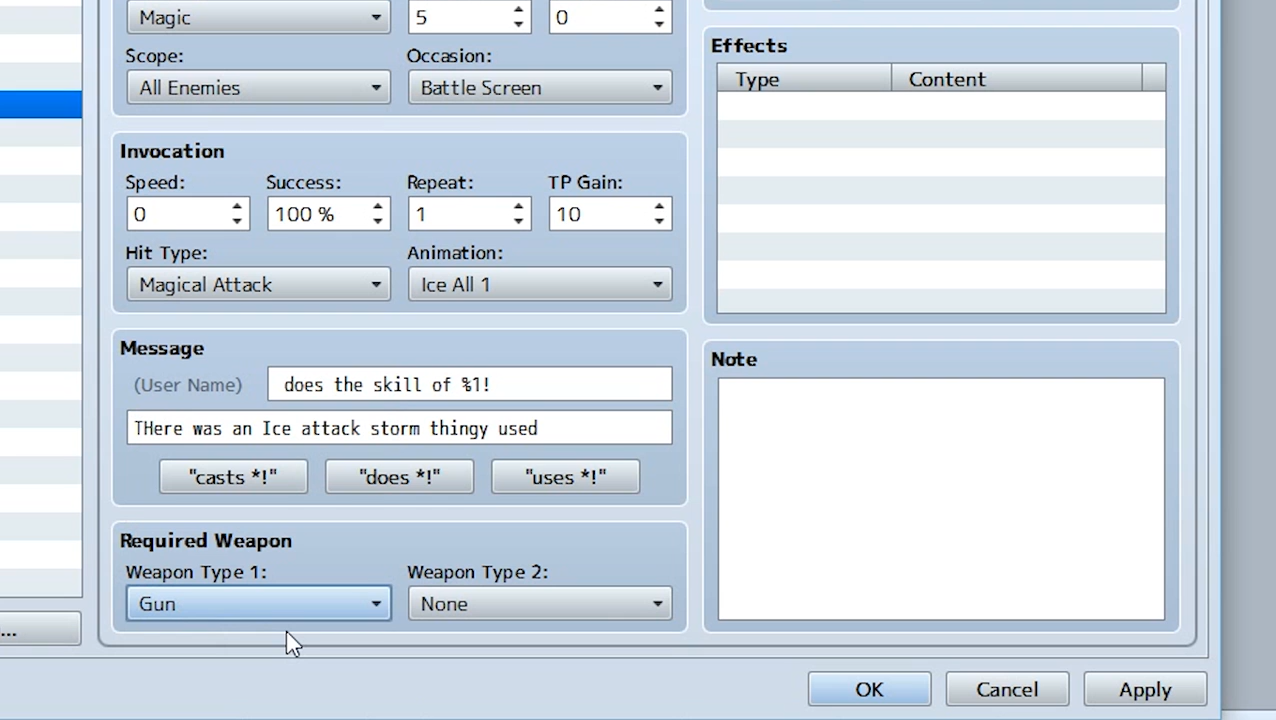 Magic 5 0
Scope: Occasion:
All Enemies Battle Screen
Invocation
Speed: Success: Repeat: TP Gain:
0 100 % 1 10
Hit Type: Animation:
Magical Attack Ice All 1
Message
(User Name) does the skill of %1!
THere was an Ice attack storm thingy used
"casts *!" "does *!" "uses *!"
Required Weapon
Weapon Type 1: Weapon Type 2:
Gun None
...
Effects
Type Content
Note
OK Cancel Apply